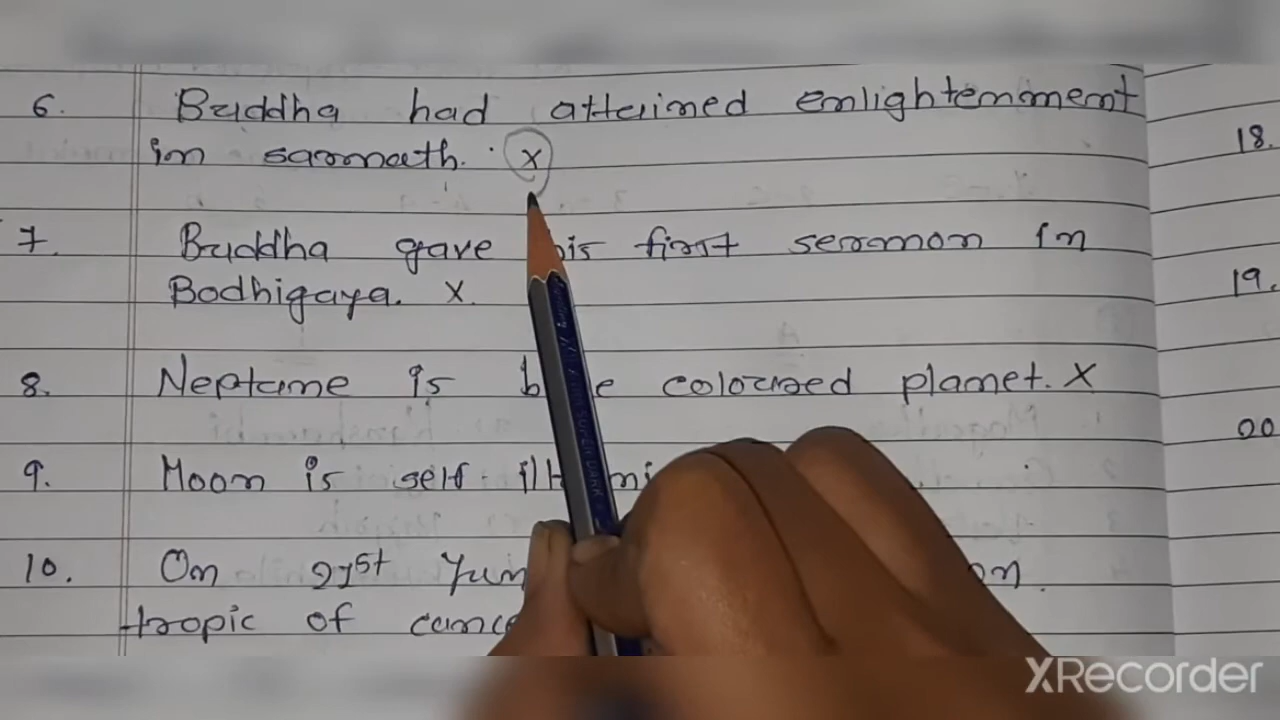 6. Buddha had attained enlightenment
in sarnath. x
18.
7. Buddha gave his first sermon in
Bodhigaya. x
19.
8. Neptune is coloured planet. x
20
9. Moon is self
10. On 21st
tropic of
XRecorder